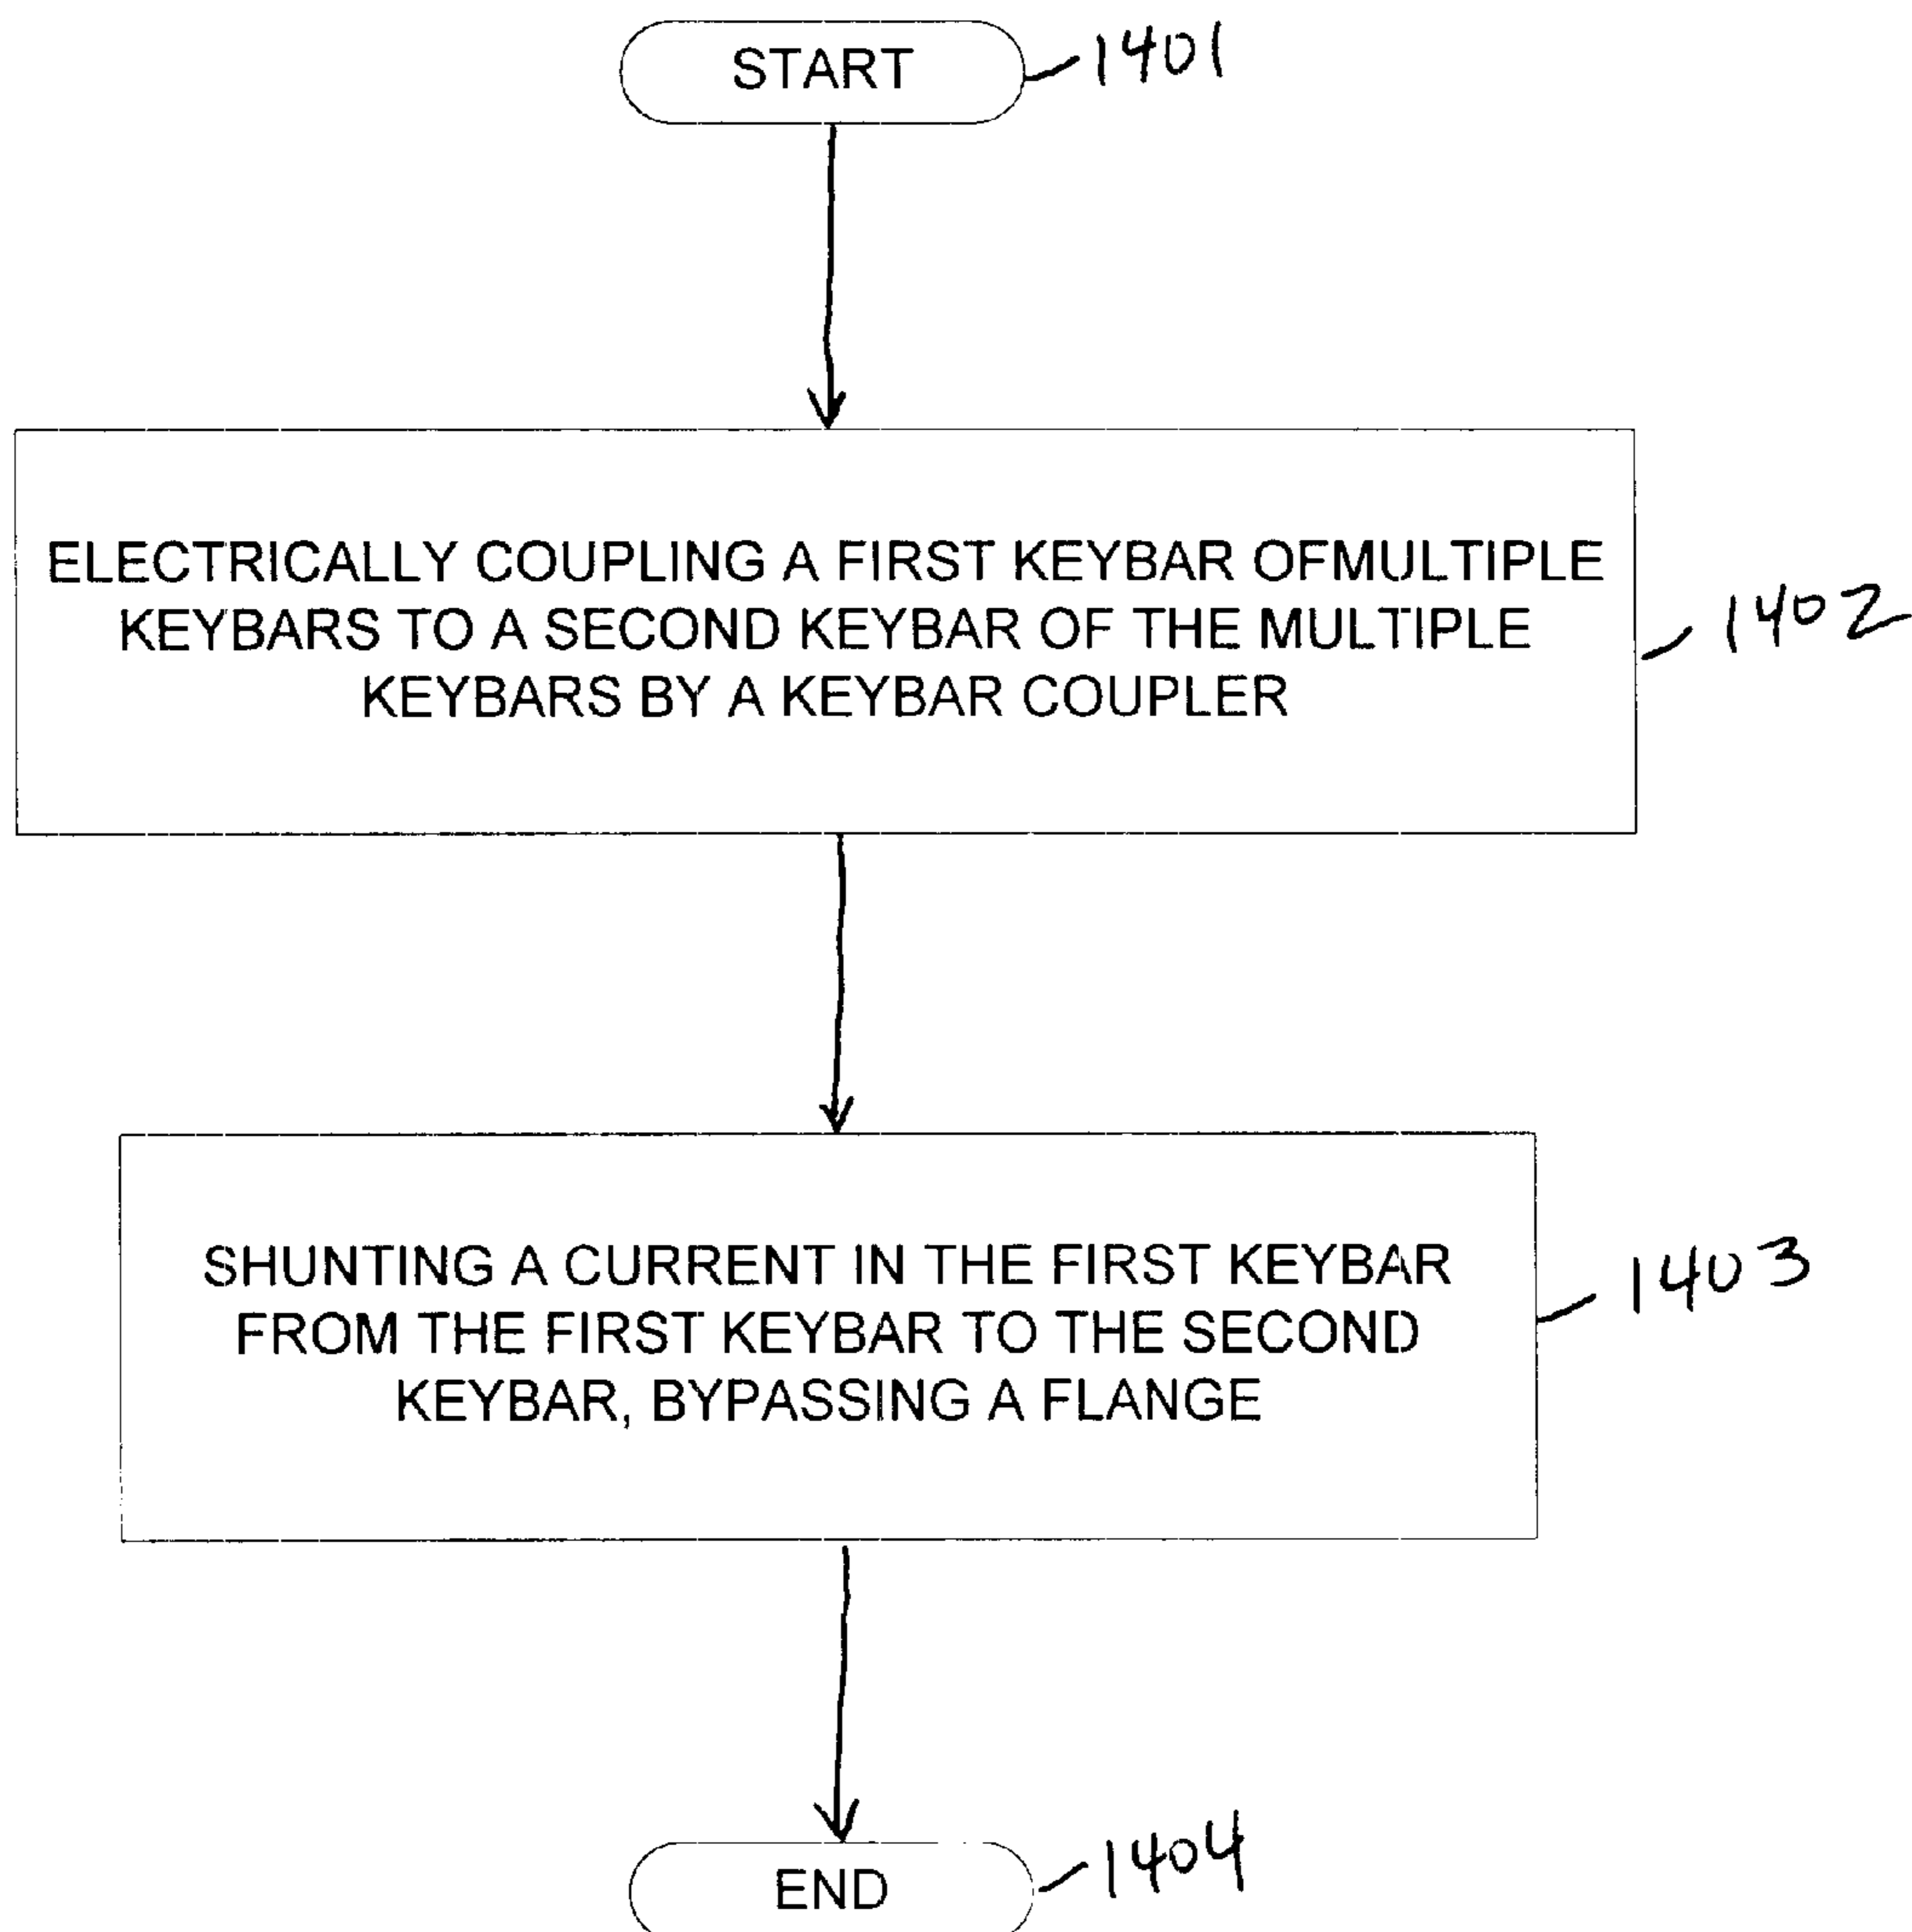 START
1401
ELECTRICALLY COUPLING A FIRST KEYBAR OFMULTIPLE
KEYBARS TO A SECOND KEYBAR OF THE MULTIPLE
KEYBARS BY A KEYBAR COUPLER
1402
SHUNTING A CURRENT IN THE FIRST KEYBAR
FROM THE FIRST KEYBAR TO THE SECOND
KEYBAR, BYPASSING A FLANGE
1403
END
1404